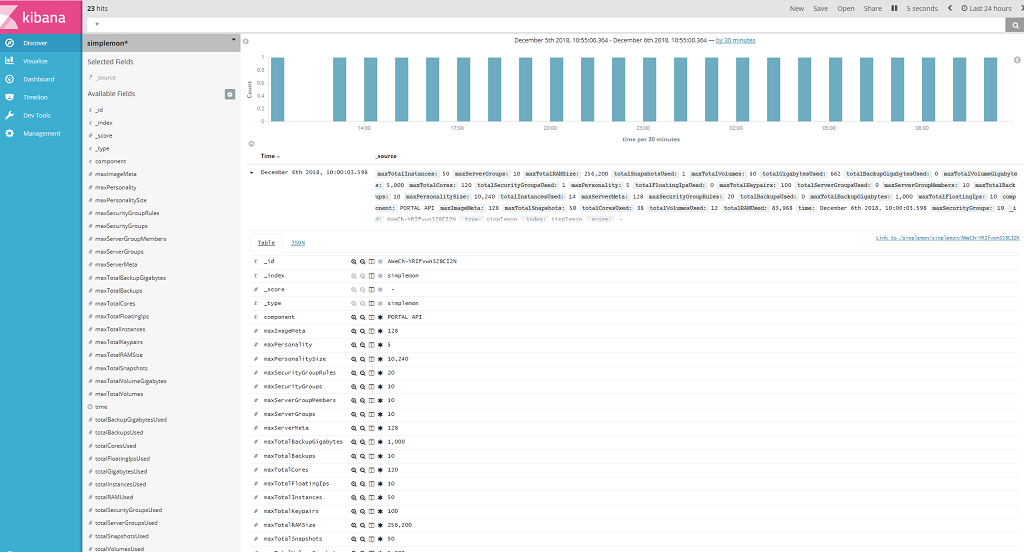 kibana
Discover
Visualize
Dashboard
Timelion
Dev Tools
Management
23 hits
New Save Open Share 5 seconds Last 24 hours
*
simplemon*
Selected Fields
? _source
Available Fields
t _id
t _index
# _score
t _type
t component
# maxImageMeta
# maxPersonality
# maxPersonalitySize
# maxSecurityGroupRules
# maxSecurityGroups
# maxServerGroupMembers
# maxServerGroups
# maxServerMeta
# maxTotalBackupGigabytes
# maxTotalBackups
# maxTotalCores
# maxTotalFloatingIps
# maxTotalInstances
# maxTotalKeypairs
# maxTotalRAMSize
# maxTotalSnapshots
# maxTotalVolumeGigabytes
# maxTotalVolumes
time
# totalBackupGigabytesUsed
# totalBackupsUsed
# totalCoresUsed
# totalFloatingIpsUsed
# totalGigabytesUsed
# totalInstancesUsed
# totalRAMUsed
# totalSecurityGroupsUsed
# totalServerGroupsUsed
# totalSnapshotsUsed
# totalVolumesUsed
December 5th 2018, 10:55:00.364 - December 6th 2018, 10:55:00.364 — by 30 minutes
Count
1
0.8
0.6
0.4
0.2
0
14:00 17:00 20:00 23:00 02:00 05:00 08:00
time per 30 minutes
Time _source
December 6th 2018, 10:00:03.598
maxTotalInstances: 50 maxServerGroups: 10 maxTotalRAMSize: 256,200 totalSnapshotsUsed: 1 maxTotalVolumes: 50 totalGigabytesUsed: 662 totalBackupGigabytesUsed: 0 maxTotalVolumeGigabyte
s: 5,000 maxTotalCores: 120 totalSecurityGroupsUsed: 1 maxPersonality: 5 totalFloatingIpsUsed: 0 maxTotalKeypairs: 100 totalServerGroupsUsed: 0 maxServerGroupMembers: 10 maxTotalBack
ups: 10 maxPersonalitySize: 10,240 totalInstancesUsed: 14 maxServerMeta: 128 maxSecurityGroupRules: 20 totalBackupsUsed: 0 maxTotalBackupGigabytes: 1,000 maxTotalFloatingIps: 10 comp
onent: PORTAL API maxImageMeta: 128 maxTotalSnapshots: 50 totalCoresUsed: 38 totalVolumesUsed: 12 totalRAMUsed: 83,968 time: December 6th 2018, 10:00:03.598 maxSecurityGroups: 10 _i
d: AWeCh-YRIfvwn328CI2N _type: simplemon _index: simplemon _score: -
Table JSON
Link to /simplemon/simplemon/AWeCh-YRIfvwn328CI2N
t _id AWeCh-YRIfvwn328CI2N
t _index simplemon
# _score -
t _type simplemon
t component PORTAL API
# maxImageMeta 128
# maxPersonality 5
# maxPersonalitySize 10,240
# maxSecurityGroupRules 20
# maxSecurityGroups 10
# maxServerGroupMembers 10
# maxServerGroups 10
# maxServerMeta 128
# maxTotalBackupGigabytes 1,000
# maxTotalBackups 10
# maxTotalCores 120
# maxTotalFloatingIps 10
# maxTotalInstances 50
# maxTotalKeypairs 100
# maxTotalRAMSize 256,200
# maxTotalSnapshots 50